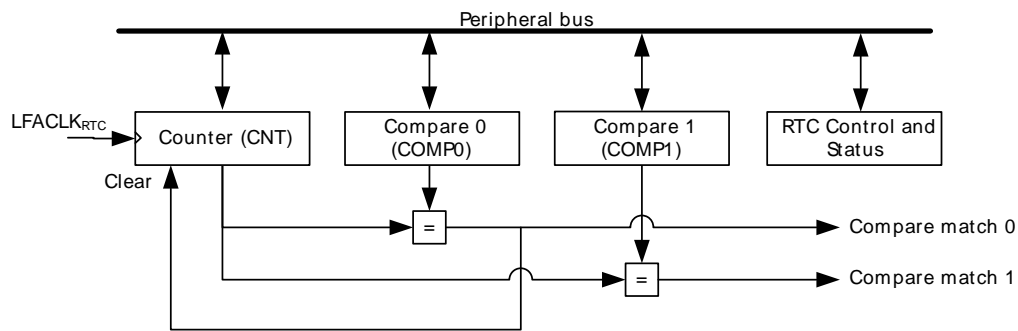 Peripheral bus
LFACLKRTC
Counter (CNT)
Compare 0
(COMP0)
Compare 1
(COMP1)
RTC Control and
Status
Clear
=
Compare match 0
=
Compare match 1